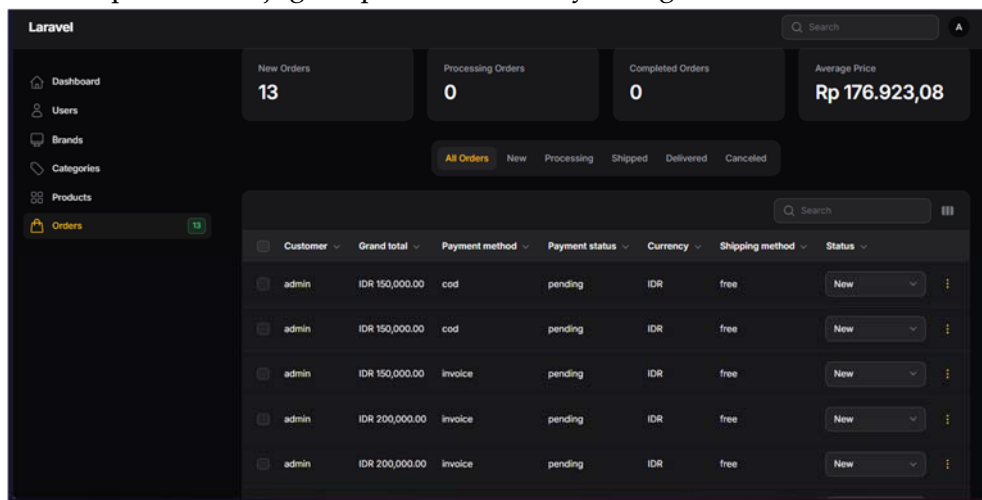 Laravel
Search
A
Dashboard
Users
Brands
Categories
Products
Orders 13
New Orders
13
Processing Orders
0
Completed Orders
0
Average Price
Rp 176.923,08
All Orders New Processing Shipped Delivered Canceled
Search
Customer Grand total Payment method Payment status Currency Shipping method Status
admin IDR 150,000.00 cod pending IDR free New
admin IDR 150,000.00 cod pending IDR free New
admin IDR 150,000.00 invoice pending IDR free New
admin IDR 200,000.00 invoice pending IDR free New
admin IDR 200,000.00 invoice pending IDR free New